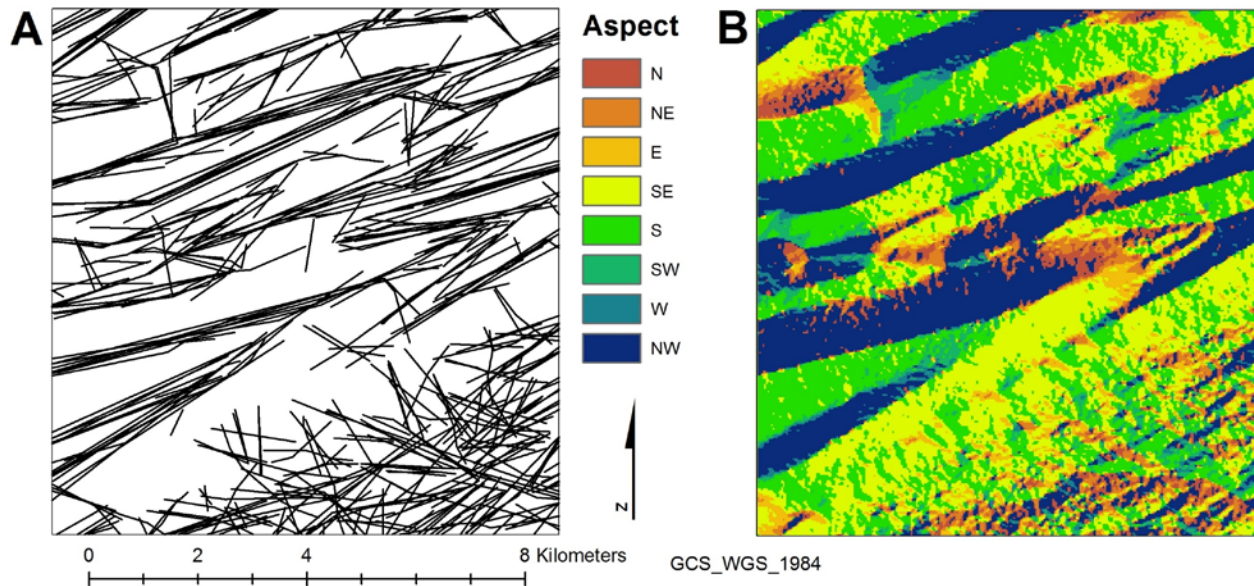 A
Aspect
N
NE
E
SE
S
SW
W
NW
N
B
0 2 4 8 Kilometers
GCS_WGS_1984